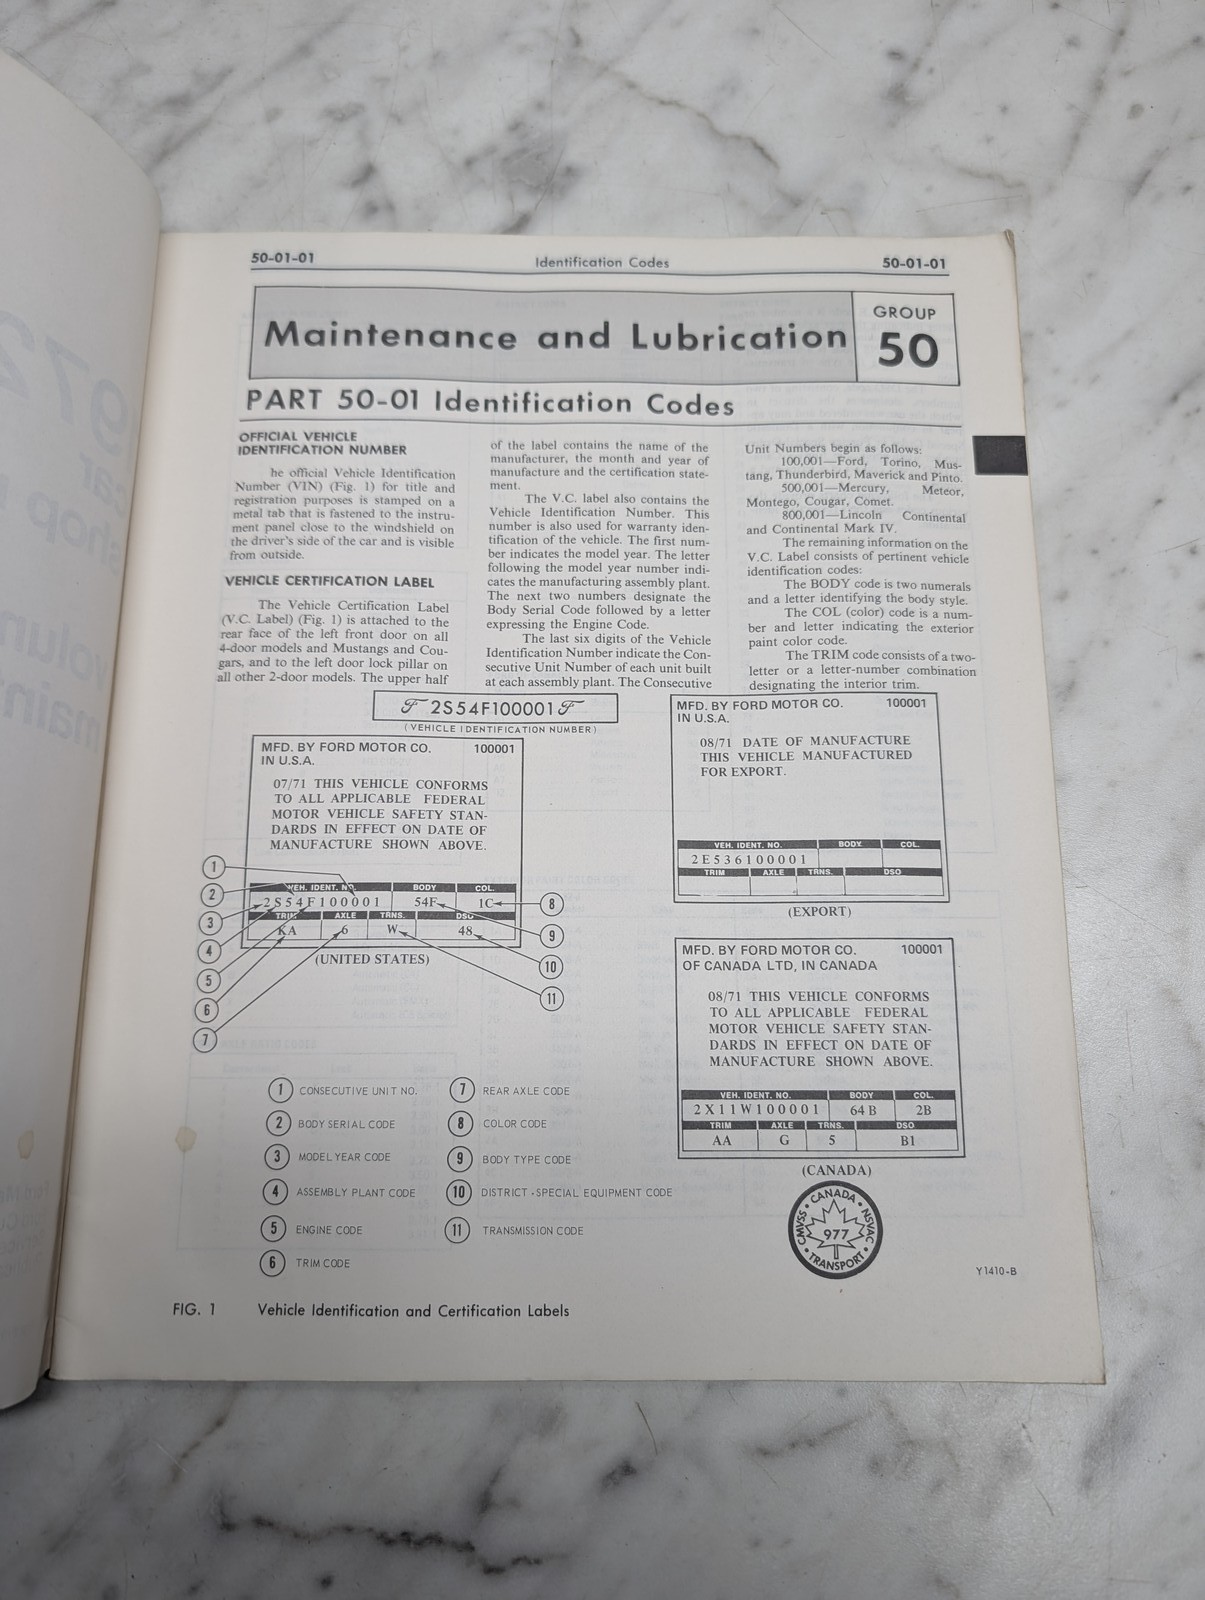 50-01-01
Identification Codes
50-01-01
Maintenance and Lubrication
GROUP
50
PART 50-01 Identification Codes
OFFICIAL VEHICLE
IDENTIFICATION NUMBER
he official Vehicle Identification
Number (VIN) (Fig. 1) for title and
registration purposes is stamped on a
metal tab that is fastened to the instru-
ment panel close to the windshield on
the driver's side of the car and is visible
from outside.
VEHICLE CERTIFICATION LABEL
The Vehicle Certification Label
(V.C. Label) (Fig. 1) is attached to the
rear face of the left front door on all
4-door models and Mustangs and Cou-
gars, and to the left door lock pillar on
all other 2-door models. The upper half
of the label contains the name of the
manufacturer, the month and year of
manufacture and the certification state-
ment.
The V.C. label also contains the
Vehicle Identification Number. This
number is also used for warranty iden-
tification of the vehicle. The first num-
ber indicates the model year. The letter
following the model year number indi-
cates the manufacturing assembly plant.
The next two numbers designate the
Body Serial Code followed by a letter
expressing the Engine Code.
The last six digits of the Vehicle
Identification Number indicate the Con-
secutive Unit Number of each unit built
at each assembly plant. The Consecutive
Unit Numbers begin as follows:
100,001—Ford, Torino, Mus-
tang, Thunderbird, Maverick and Pinto.
500,001—Mercury, Meteor,
Montego, Cougar, Comet.
800,001—Lincoln Continental
and Continental Mark IV.
The remaining information on the
V.C. Label consists of pertinent vehicle
identification codes:
The BODY code is two numerals
and a letter identifying the body style.
The COL (color) code is a num-
ber and letter indicating the exterior
paint color code.
The TRIM code consists of a two-
letter or a letter-number combination
designating the interior trim.
F 2S54F100001 F
(VEHICLE IDENTIFICATION NUMBER)
MFD. BY FORD MOTOR CO. 100001
IN U.S.A.
07/71 THIS VEHICLE CONFORMS
TO ALL APPLICABLE FEDERAL
MOTOR VEHICLE SAFETY STAN-
DARDS IN EFFECT ON DATE OF
MANUFACTURE SHOWN ABOVE.
VEH. IDENT. NO. BODY COL.
2S54F100001 54F 1C
TRIM AXLE TRNS. DSO
KA 6 W 48
(UNITED STATES)
1
2
3
4
5
6
7
8
9
10
11
MFD. BY FORD MOTOR CO. 100001
IN U.S.A.
08/71 DATE OF MANUFACTURE
THIS VEHICLE MANUFACTURED
FOR EXPORT.
VEH. IDENT. NO. BODY COL.
2E536100001
TRIM AXLE TRNS. DSO
(EXPORT)
MFD. BY FORD MOTOR CO. 100001
OF CANADA LTD, IN CANADA
08/71 THIS VEHICLE CONFORMS
TO ALL APPLICABLE FEDERAL
MOTOR VEHICLE SAFETY STAN-
DARDS IN EFFECT ON DATE OF
MANUFACTURE SHOWN ABOVE.
VEH. IDENT. NO. BODY COL.
2X11W100001 64B 2B
TRIM AXLE TRNS. DSO
AA G 5 B1
(CANADA)
CMVSS • CANADA • NSVAC • TRANSPORT •
977
1 CONSECUTIVE UNIT NO.
2 BODY SERIAL CODE
3 MODEL YEAR CODE
4 ASSEMBLY PLANT CODE
5 ENGINE CODE
6 TRIM CODE
7 REAR AXLE CODE
8 COLOR CODE
9 BODY TYPE CODE
10 DISTRICT - SPECIAL EQUIPMENT CODE
11 TRANSMISSION CODE
Y1410-B
FIG. 1 Vehicle Identification and Certification Labels